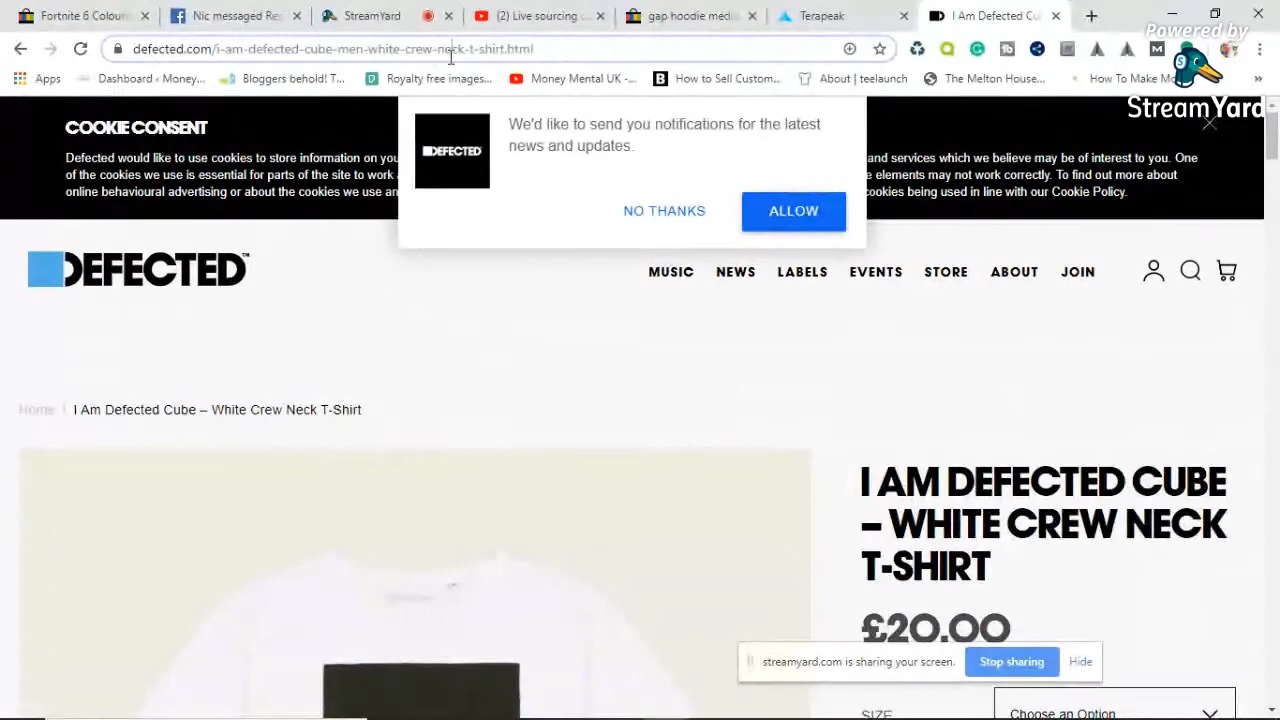 Fortnite 6 Colour
Nic messaged
StreamYard
(2) Live sourcing c
gap hoodie mediu
Terapeak
I Am Defected Cu
Powered by
StreamYard
defected.com/i-am-defected-cube-men-white-crew-neck-t-shirt.html
Apps
Dashboard ‹ Money...
Bloggers behold! T...
Royalty free images...
Money Mental UK -...
How to Sell Custom...
About | teelaunch
The Melton House...
How To Make Mo
COOKIE CONSENT
Defected would like to use cookies to store information on you
and services which we believe may be of interest to you. One
of the cookies we use is essential for parts of the site to work
e elements may not work correctly. To find out more about
online behavioural advertising or about the cookies we use an
ookies being used in line with our Cookie Policy.
DEFECTED
We'd like to send you notifications for the latest
news and updates.
NO THANKS
ALLOW
DEFECTED™
MUSIC
NEWS
LABELS
EVENTS
STORE
ABOUT
JOIN
Home | I Am Defected Cube – White Crew Neck T-Shirt
I AM DEFECTED CUBE
– WHITE CREW NECK
T-SHIRT
£20.00
streamyard.com is sharing your screen.
Stop sharing
Hide
SIZE
Choose an Option